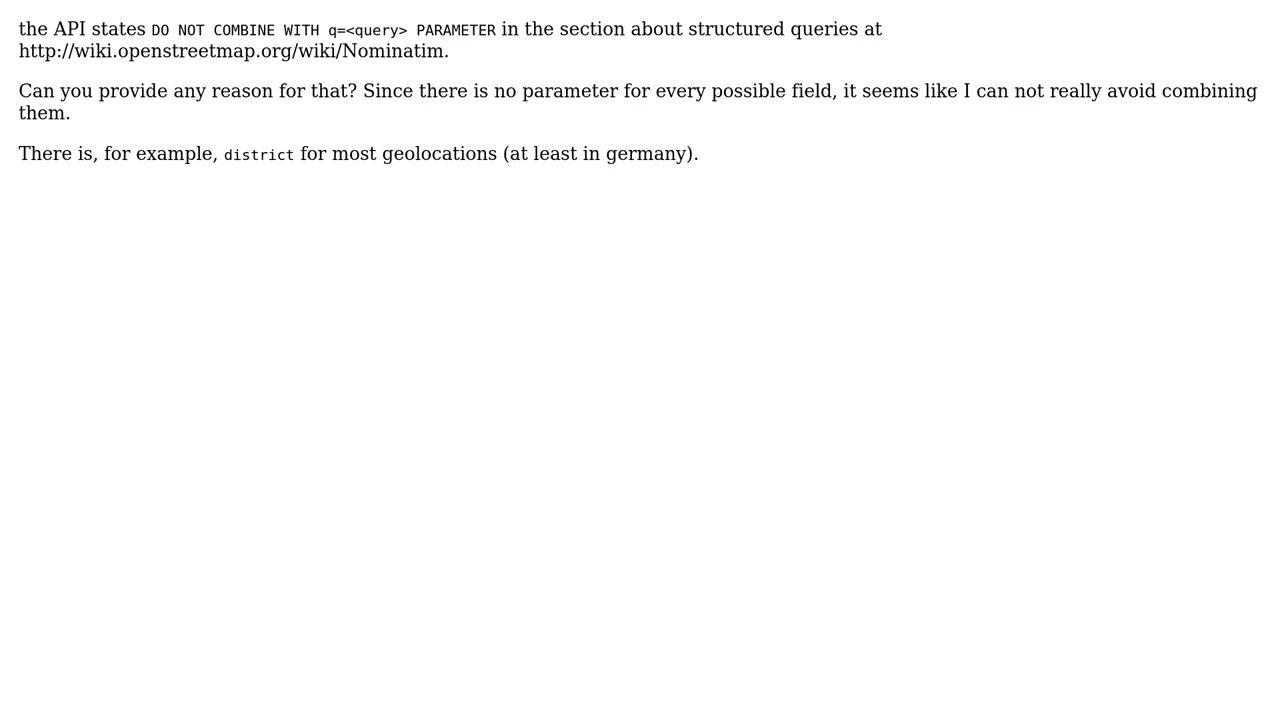 the API states DO NOT COMBINE WITH q=<query> PARAMETER in the section about structured queries at
http://wiki.openstreetmap.org/wiki/Nominatim.
Can you provide any reason for that? Since there is no parameter for every possible field, it seems like I can not really avoid combining
them.
There is, for example, district for most geolocations (at least in germany).